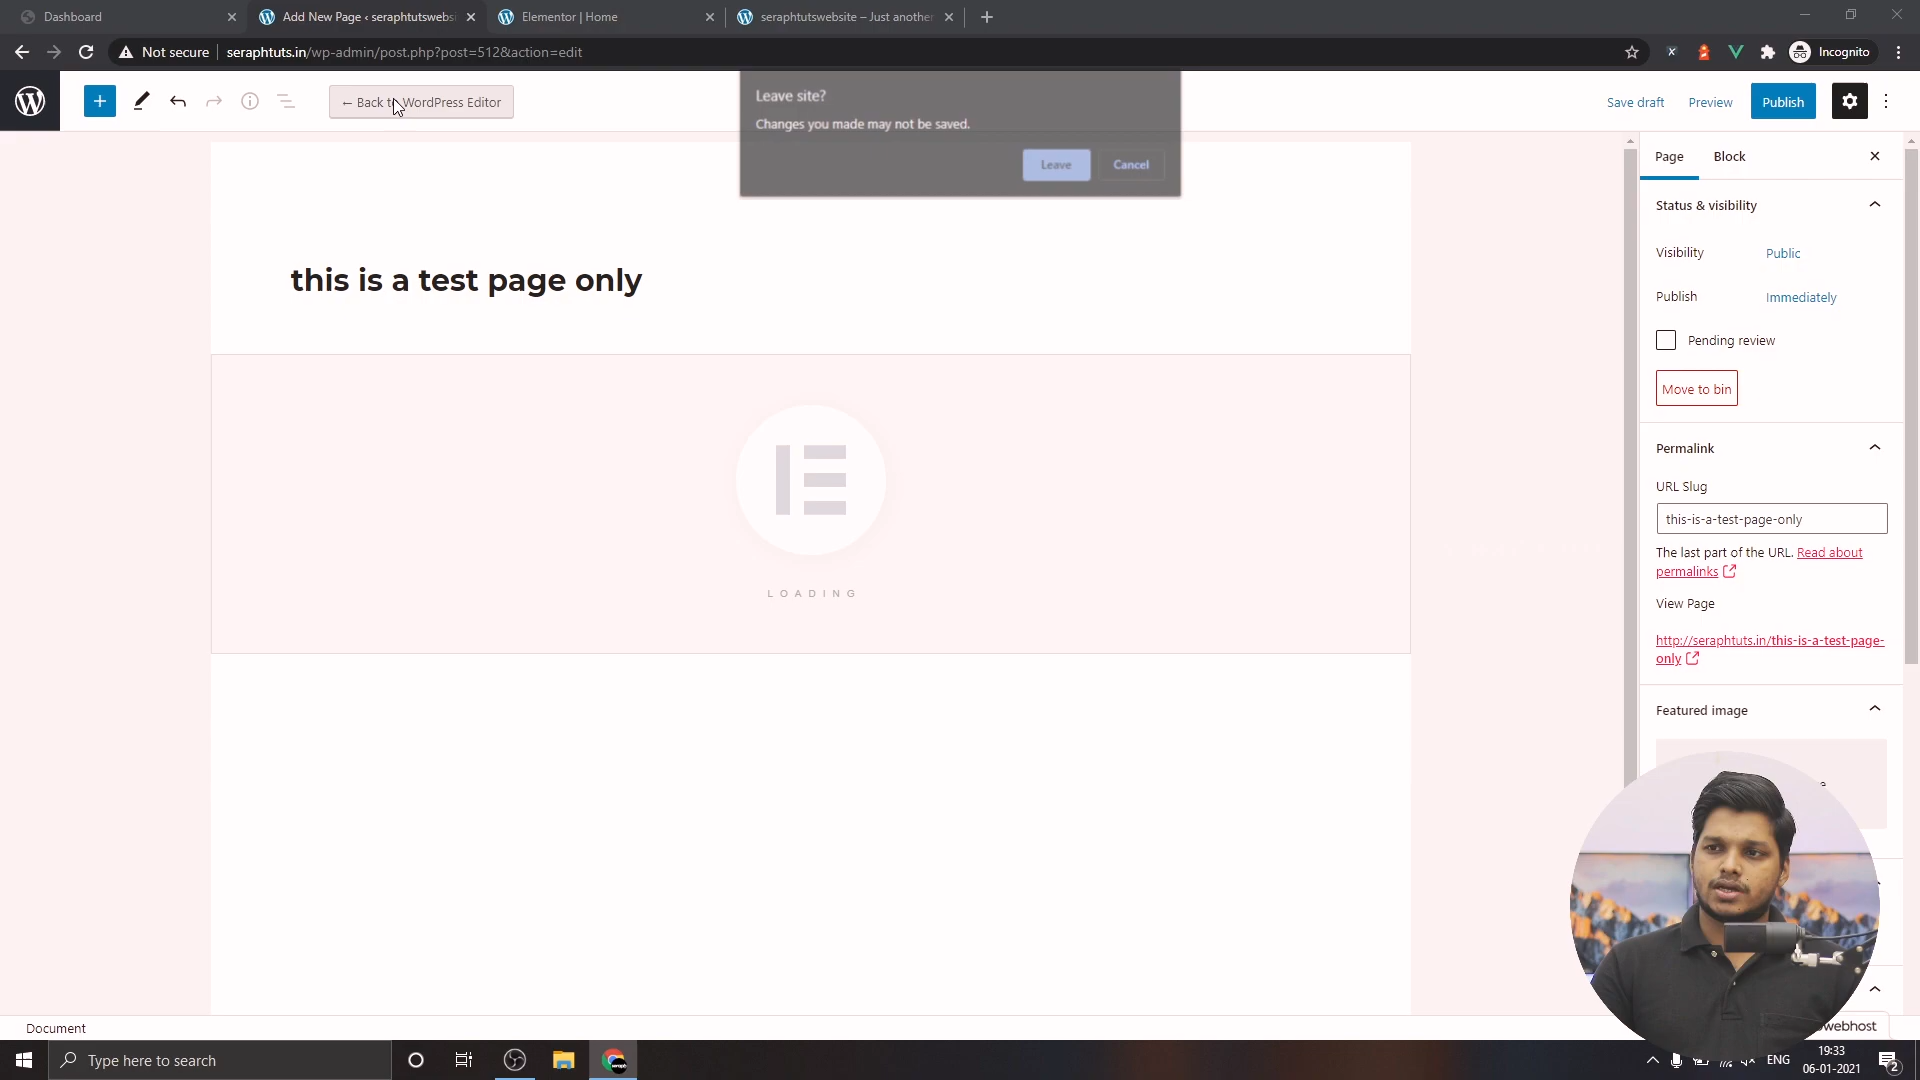 Dashboard
Add New Page ‹ seraphtutswebsi
Elementor | Home
seraphtutswebsite – Just another
Not secure
seraphtuts.in/wp-admin/post.php?post=512&action=edit
Incognito
← Back to WordPress Editor
Save draft
Preview
Publish
Leave site?
Changes you made may not be saved.
Leave
Cancel
this is a test page only
LOADING
Page
Block
Status & visibility
Visibility
Public
Publish
Immediately
Pending review
Move to bin
Permalink
URL Slug
this-is-a-test-page-only
The last part of the URL. Read about
permalinks
View Page
http://seraphtuts.in/this-is-a-test-page-
only
Featured image
Document
webhost
Type here to search
ENG
19:33
06-01-2021
2